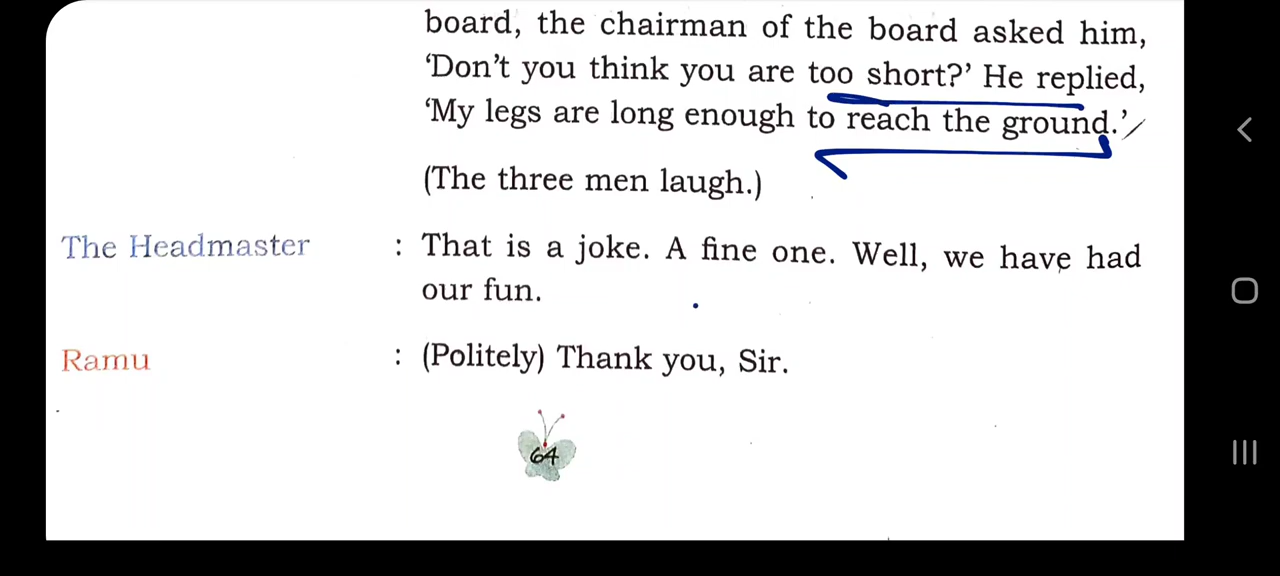 board, the chairman of the board asked him,
‘Don’t you think you are too short?’ He replied,
‘My legs are long enough to reach the ground.’
(The three men laugh.)
The Headmaster : That is a joke. A fine one. Well, we have had
our fun.
Ramu : (Politely) Thank you, Sir.
64